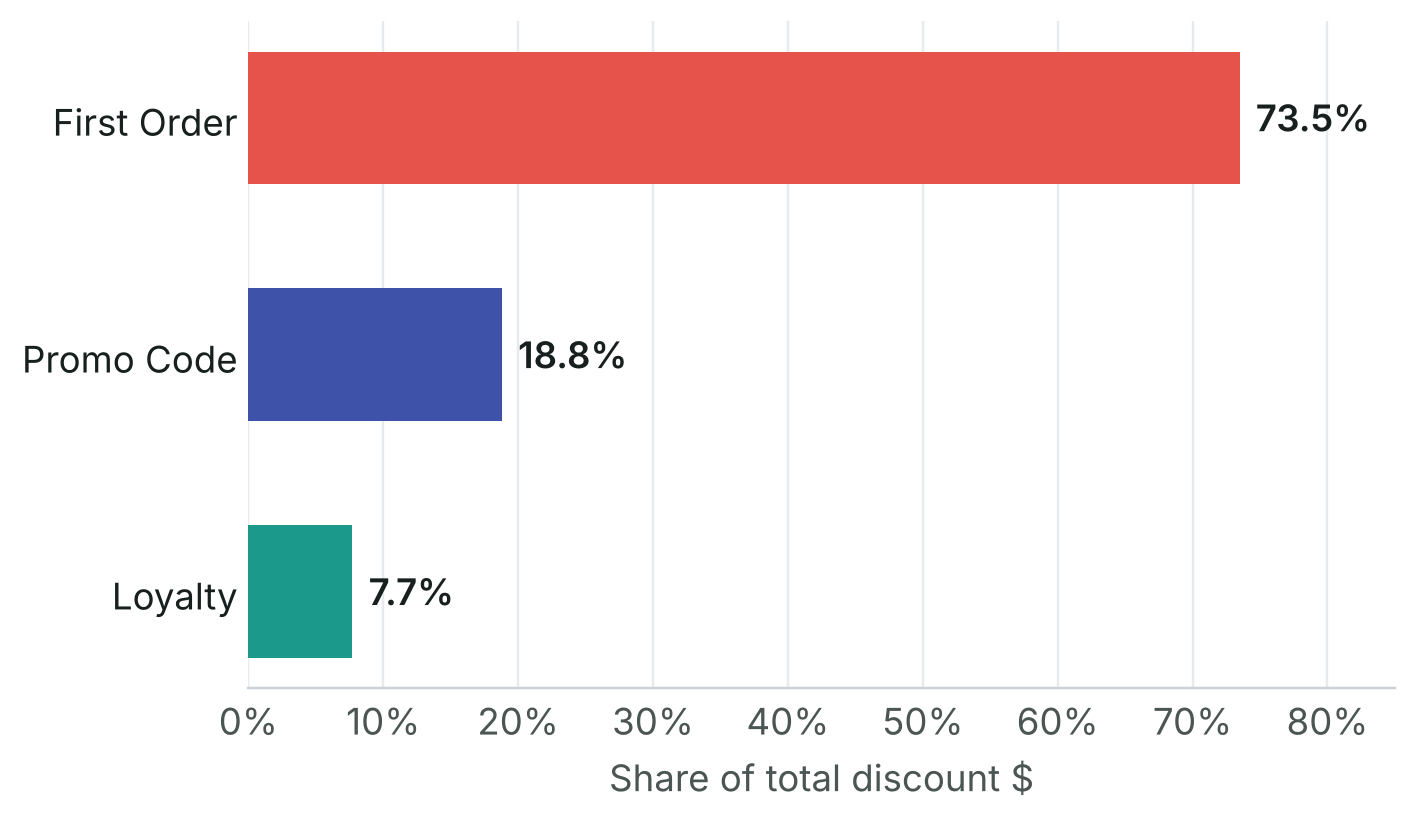 First Order
73.5%
Promo Code
18.8%
Loyalty
7.7%
0% 10% 20% 30% 40% 50% 60% 70% 80%
Share of total discount $